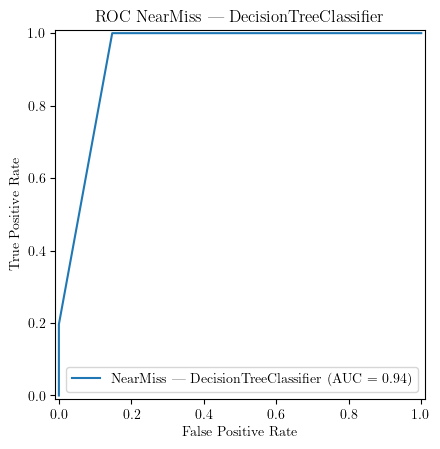 ROC NearMiss — DecisionTreeClassifier
1.0
0.8
0.6
0.4
0.2
0.0
True Positive Rate
NearMiss — DecisionTreeClassifier (AUC = 0.94)
0.0 0.2 0.4 0.6 0.8 1.0
False Positive Rate